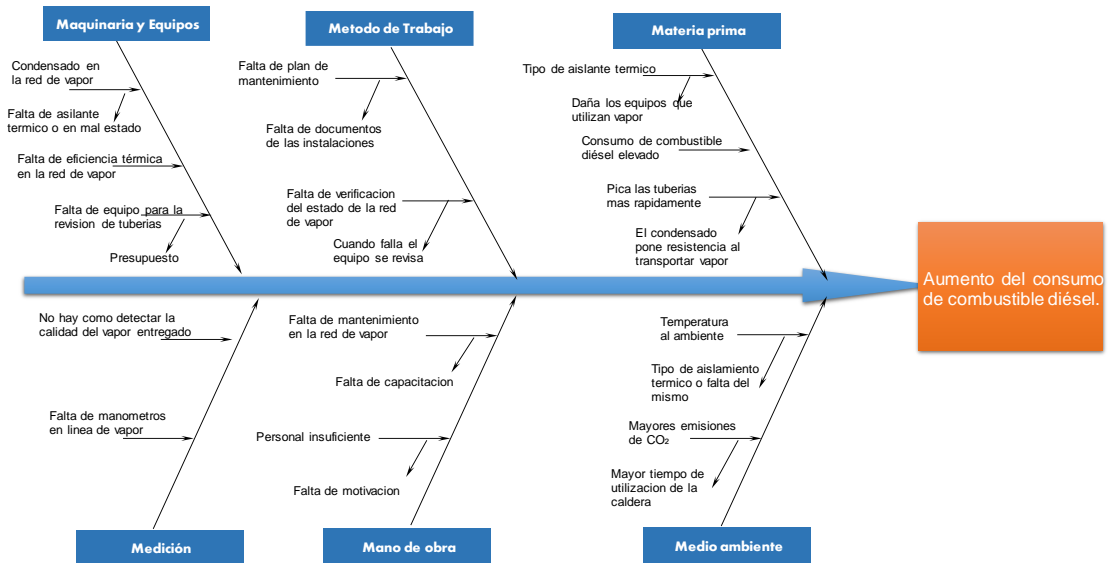 Maquinaria y Equipos
Condensado en
la red de vapor
Falta de asilante
termico o en mal estado
Falta de eficiencia térmica
en la red de vapor
Falta de equipo para la
revision de tuberias
Presupuesto
Metodo de Trabajo
Falta de plan de
mantenimiento
Falta de documentos
de las instalaciones
Falta de verificacion
del estado de la red
de vapor
Cuando falla el
equipo se revisa
Materia prima
Tipo de aislante termico
Daña los equipos que
utilizan vapor
Consumo de combustible
diésel elevado
Pica las tuberias
mas rapidamente
El condensado
pone resistencia al
transportar vapor
Aumento del consumo
de combustible diésel.
No hay como detectar la
calidad del vapor entregado
Falta de manometros
en linea de vapor
Medición
Falta de mantenimiento
en la red de vapor
Falta de capacitacion
Personal insuficiente
Falta de motivacion
Mano de obra
Temperatura
al ambiente
Tipo de aislamiento
termico o falta del
mismo
Mayores emisiones
de CO₂
Mayor tiempo de
utilizacion de la
caldera
Medio ambiente